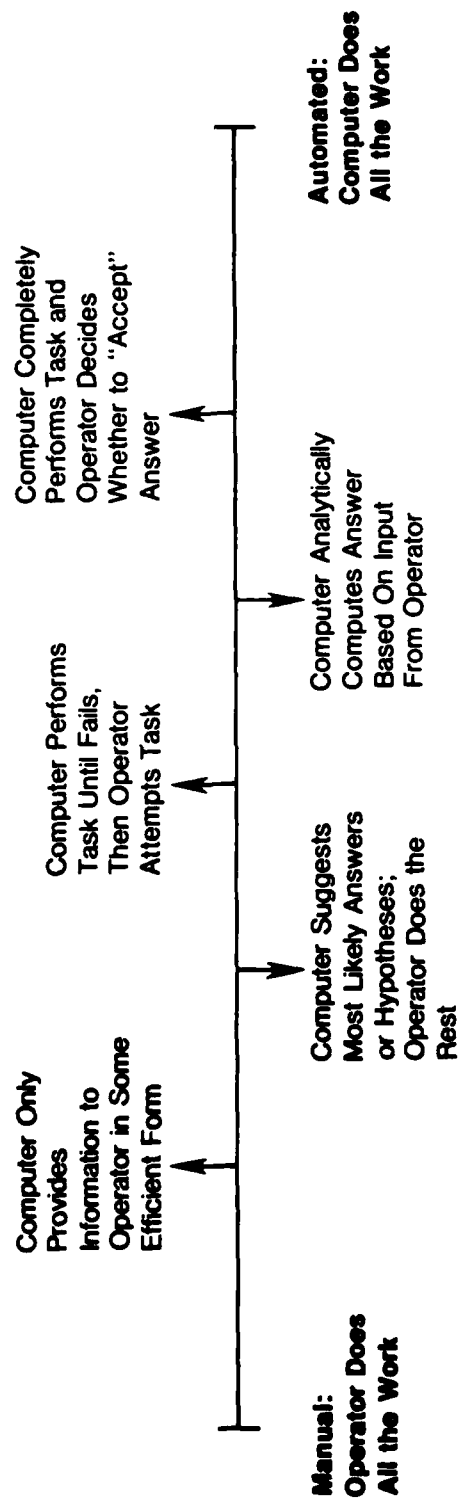 Computer Only
Provides
Information to
Operator in Some
Efficient Form
Computer Performs
Task Until Fails,
Then Operator
Attempts Task
Computer Completely
Performs Task and
Operator Decides
Whether to “Accept”
Answer
Manual:
Operator Does
All the Work
Computer Suggests
Most Likely Answers
or Hypotheses;
Operator Does the
Rest
Computer Analytically
Computes Answer
Based On Input
From Operator
Automated:
Computer Does
All the Work